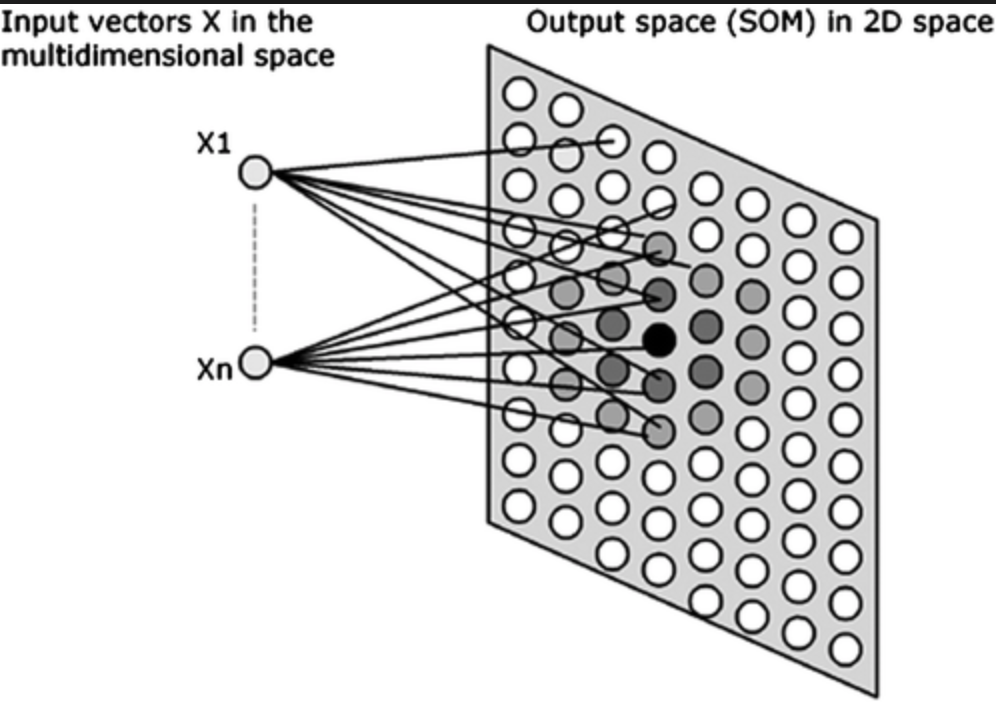 Input vectors X in the
multidimensional space
Output space (SOM) in 2D space
X1
Xn